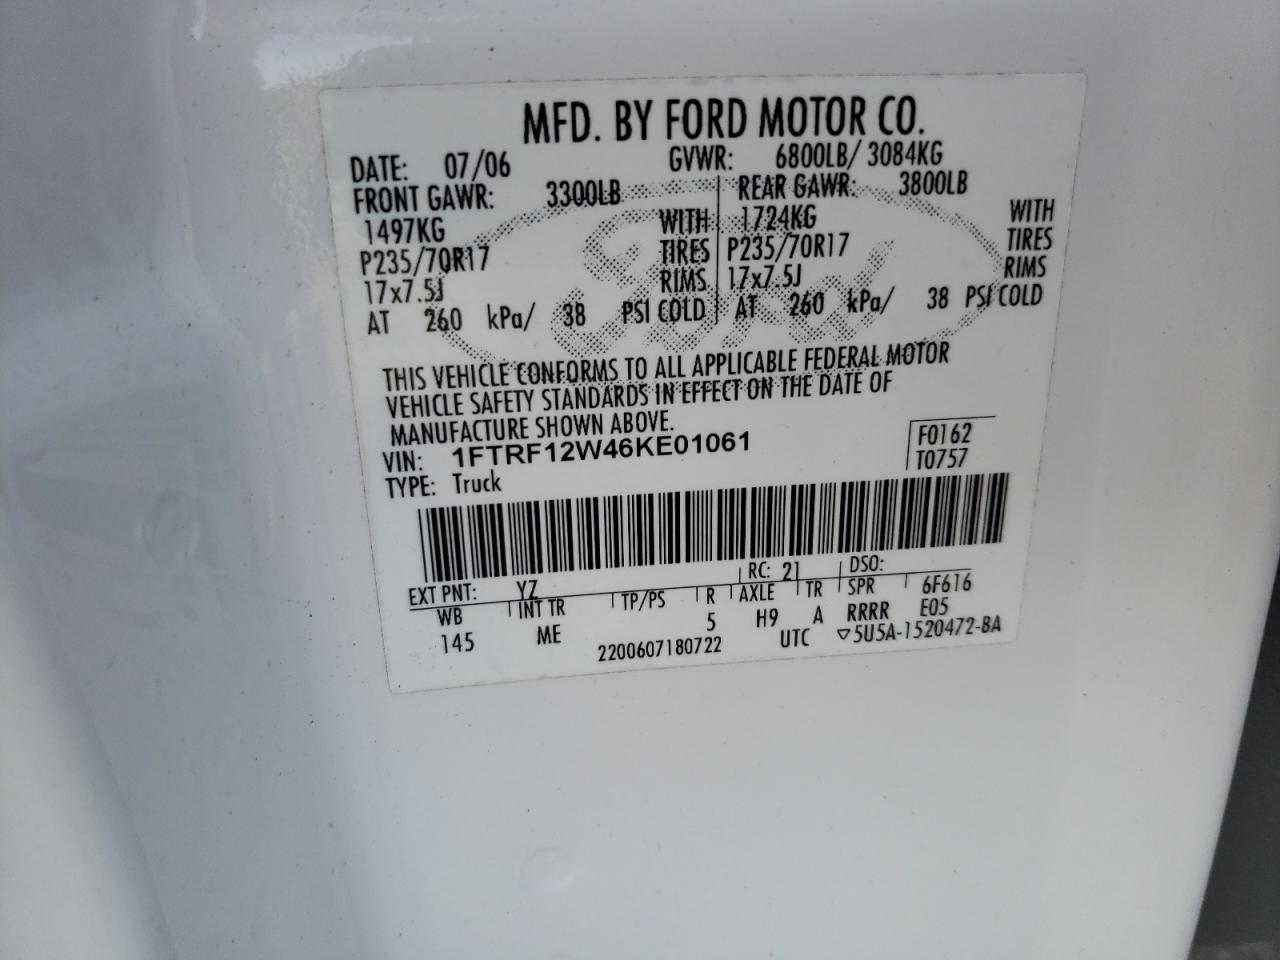 MFD. BY FORD MOTOR CO.
DATE: 07/06 GVWR: 6800LB/ 3084KG
FRONT GAWR: 3300LB REAR GAWR: 3800LB
1497KG WITH 1724KG WITH
P235/70R17 TIRES P235/70R17 TIRES
17x7.5J RIMS 17x7.5J RIMS
AT 260 kPa/ 38 PSI COLD AT 260 kPa/ 38 PSI COLD
THIS VEHICLE CONFORMS TO ALL APPLICABLE FEDERAL MOTOR
VEHICLE SAFETY STANDARDS IN EFFECT ON THE DATE OF
MANUFACTURE SHOWN ABOVE.
VIN: 1FTRF12W46KE01061 F0162
TYPE: Truck T0757
EXT PNT: YZ RC: 21 DSO:
WB INT TR TP/PS R AXLE TR SPR 6F616
145 ME 5 H9 A RRRR E05
2200607180722 UTC ▽5U5A-1520472-BA
Ford